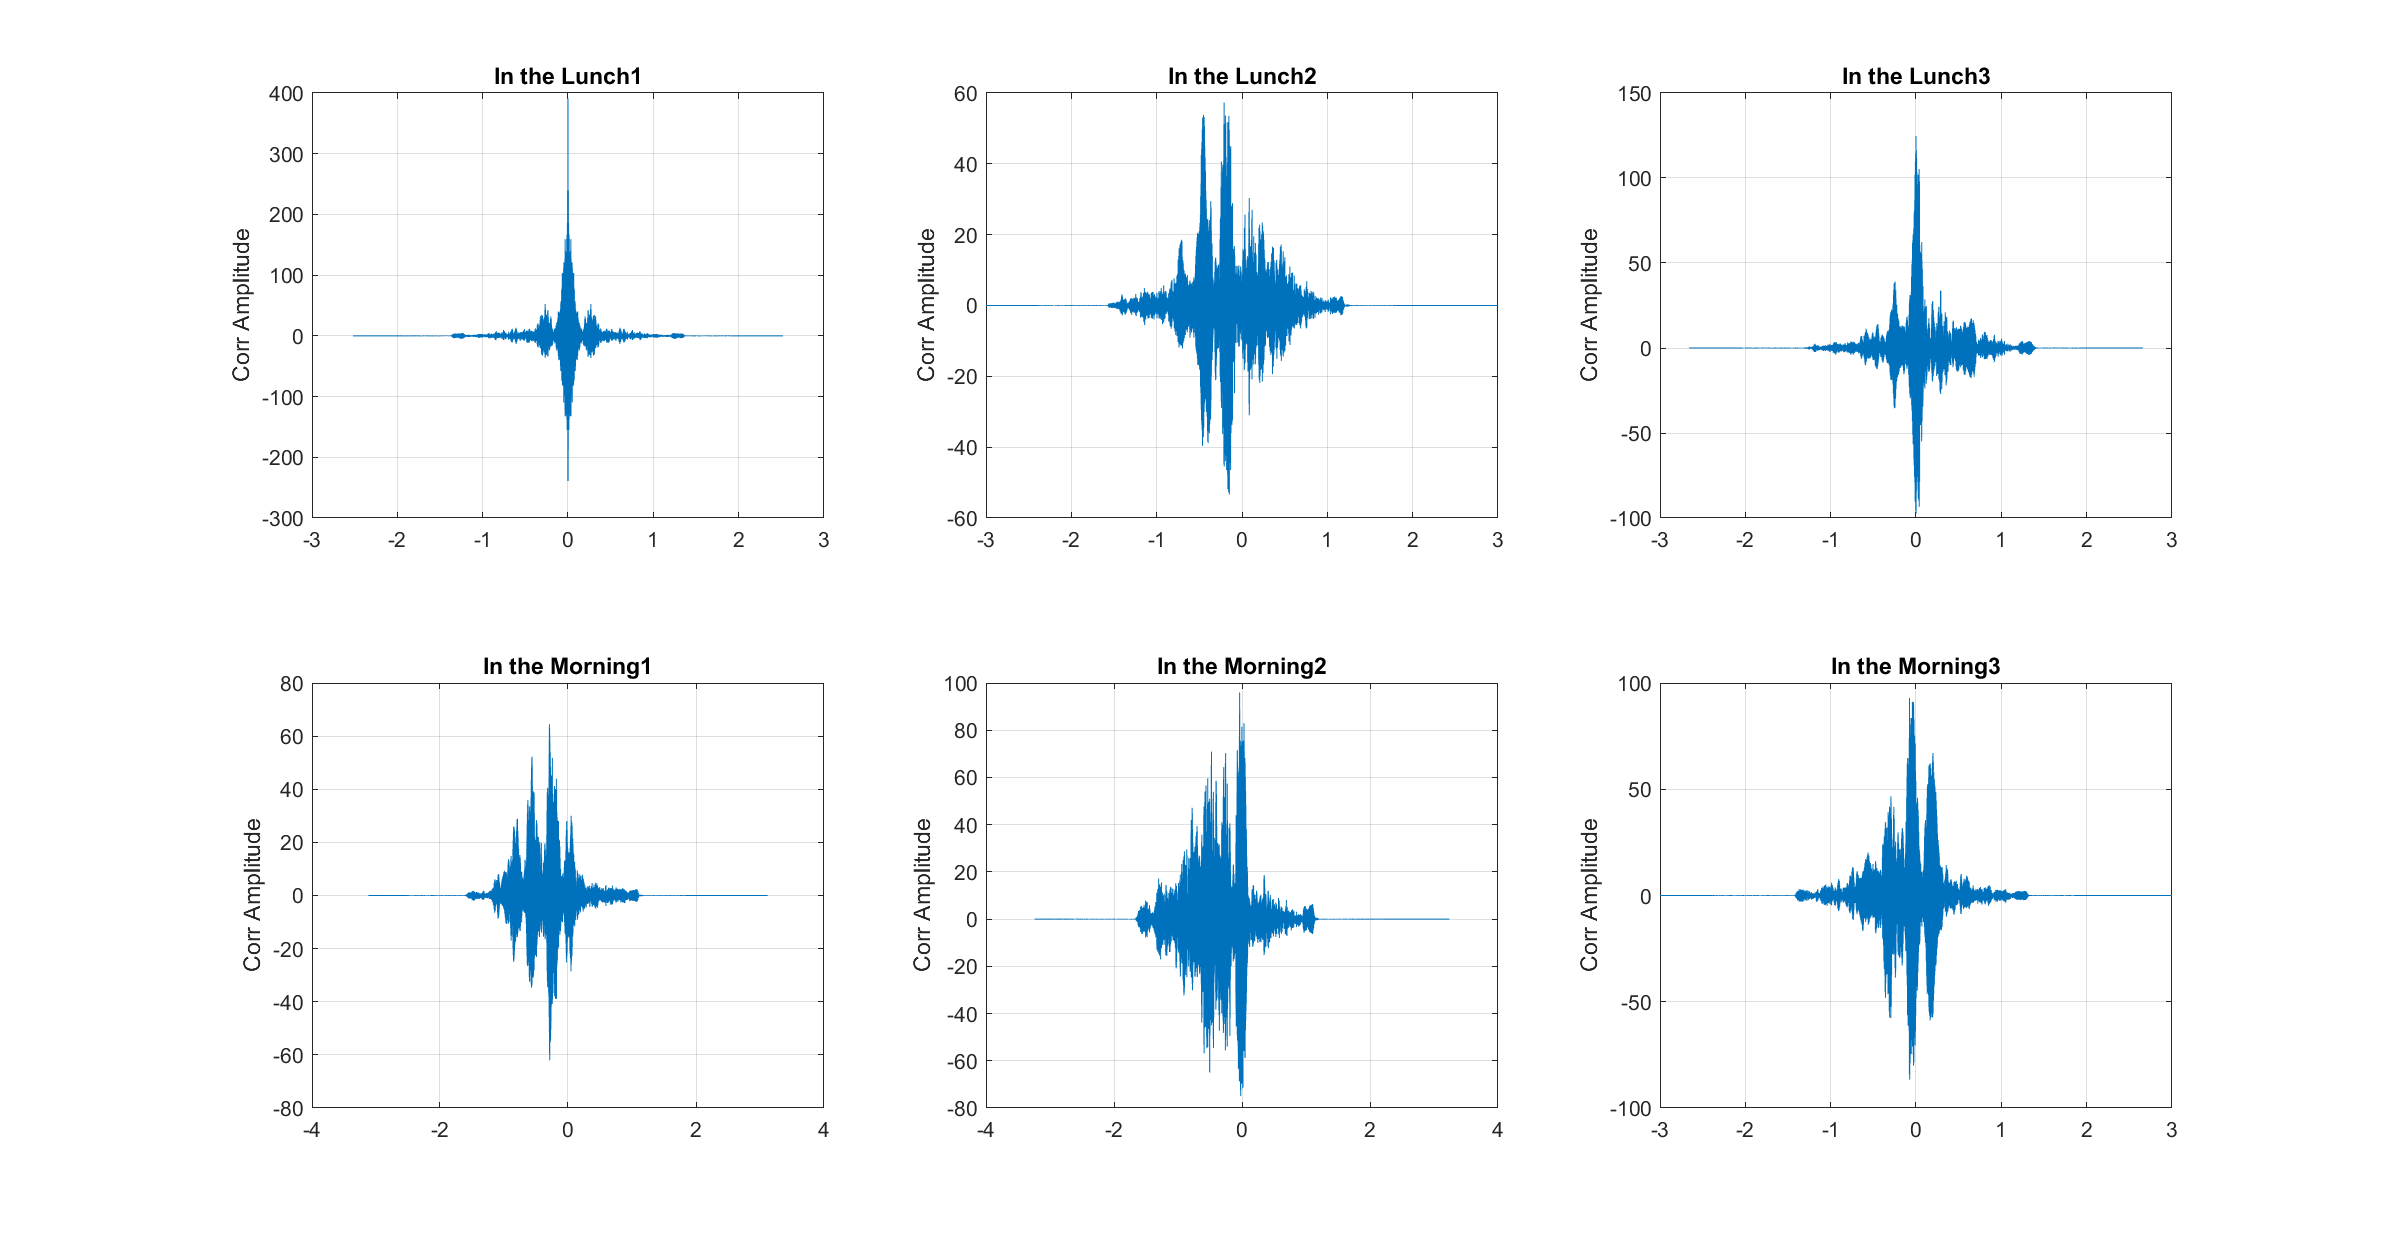 In the Lunch1
In the Lunch2
In the Lunch3
400
300
200
100
0
-100
-200
-300
Corr Amplitude
-3 -2 -1 0 1 2 3
60
40
20
0
-20
-40
-60
Corr Amplitude
-3 -2 -1 0 1 2 3
150
100
50
0
-50
-100
Corr Amplitude
-3 -2 -1 0 1 2 3
In the Morning1
In the Morning2
In the Morning3
80
60
40
20
0
-20
-40
-60
-80
Corr Amplitude
-4 -2 0 2 4
100
80
60
40
20
0
-20
-40
-60
-80
Corr Amplitude
-4 -2 0 2 4
100
50
0
-50
-100
Corr Amplitude
-3 -2 -1 0 1 2 3